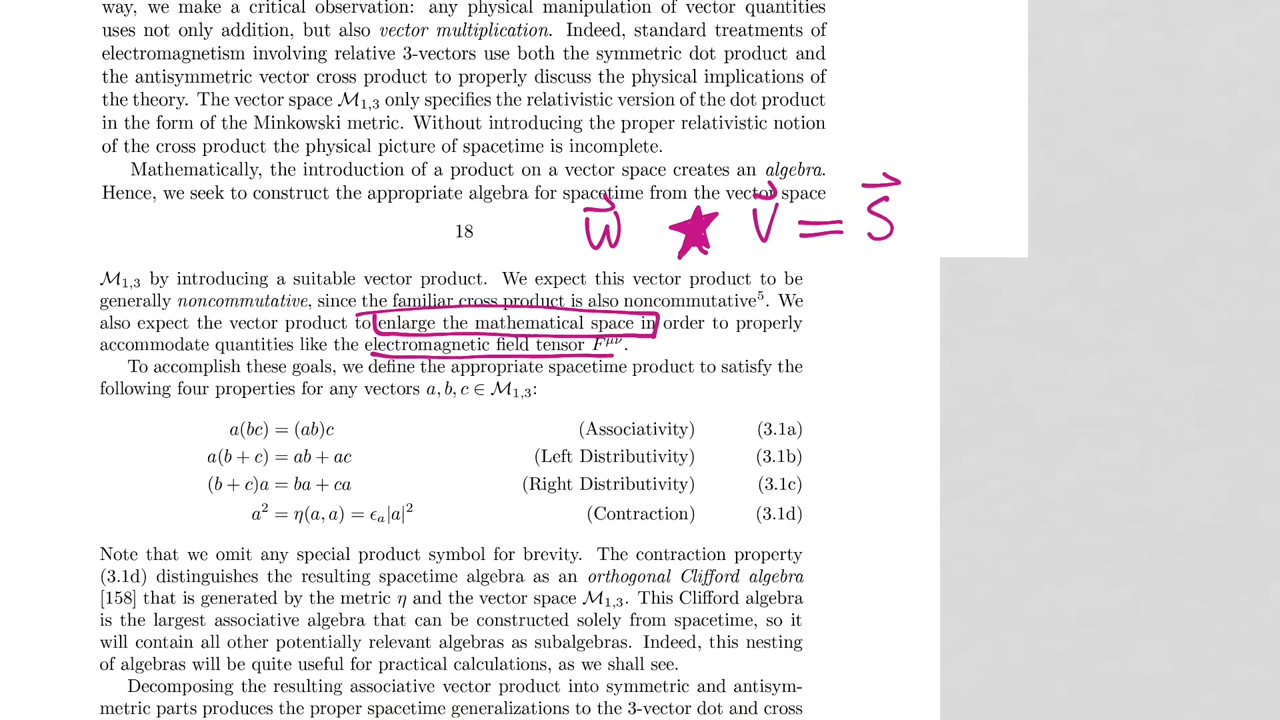 way, we make a critical observation: any physical manipulation of vector quantities
uses not only addition, but also vector multiplication. Indeed, standard treatments of
electromagnetism involving relative 3-vectors use both the symmetric dot product and
the antisymmetric vector cross product to properly discuss the physical implications of
the theory. The vector space ℳ₁,₃ only specifies the relativistic version of the dot product
in the form of the Minkowski metric. Without introducing the proper relativistic notion
of the cross product the physical picture of spacetime is incomplete.
Mathematically, the introduction of a product on a vector space creates an algebra.
Hence, we seek to construct the appropriate algebra for spacetime from the vector space
18
w⃗ ★ v⃗ = s⃗
ℳ₁,₃ by introducing a suitable vector product. We expect this vector product to be
generally noncommutative, since the familiar cross product is also noncommutative⁵. We
also expect the vector product to enlarge the mathematical space in order to properly
accommodate quantities like the electromagnetic field tensor F^μν.
To accomplish these goals, we define the appropriate spacetime product to satisfy the
following four properties for any vectors a, b, c ∈ ℳ₁,₃:
a(bc) = (ab)c (Associativity) (3.1a)
a(b + c) = ab + ac (Left Distributivity) (3.1b)
(b + c)a = ba + ca (Right Distributivity) (3.1c)
a² = η(a, a) = ϵₐ|a|² (Contraction) (3.1d)
Note that we omit any special product symbol for brevity. The contraction property
(3.1d) distinguishes the resulting spacetime algebra as an orthogonal Clifford algebra
[158] that is generated by the metric η and the vector space ℳ₁,₃. This Clifford algebra
is the largest associative algebra that can be constructed solely from spacetime, so it
will contain all other potentially relevant algebras as subalgebras. Indeed, this nesting
of algebras will be quite useful for practical calculations, as we shall see.
Decomposing the resulting associative vector product into symmetric and antisym-
metric parts produces the proper spacetime generalizations to the 3-vector dot and cross